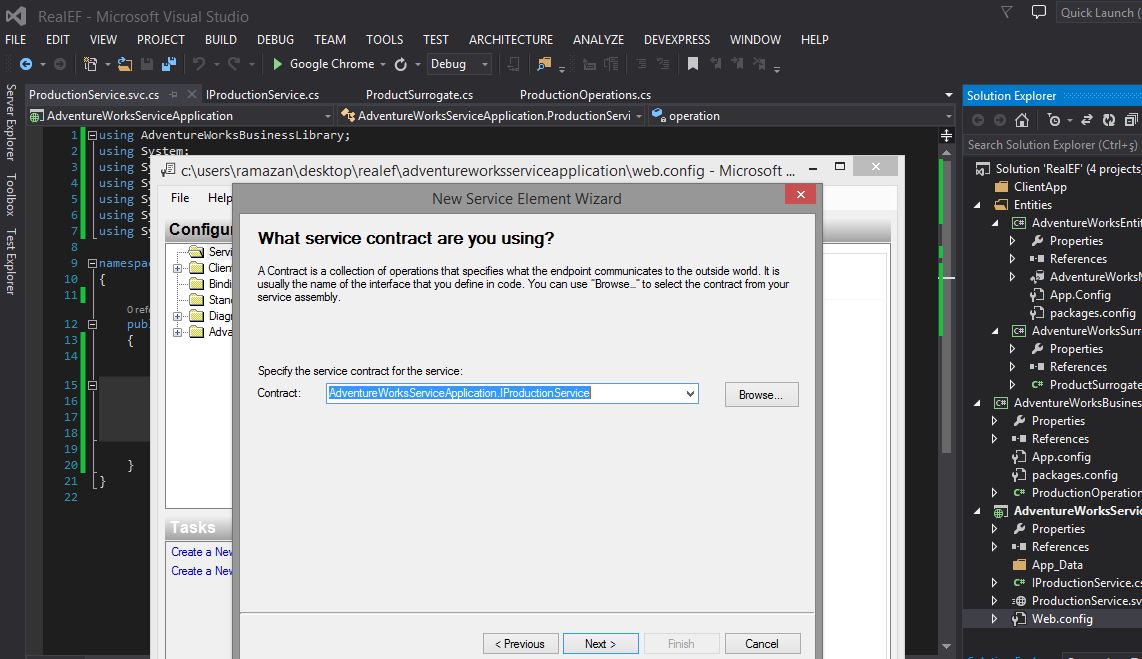 RealEF - Microsoft Visual Studio
Quick Launch (
FILE EDIT VIEW PROJECT BUILD DEBUG TEAM TOOLS TEST ARCHITECTURE ANALYZE DEVEXPRESS WINDOW HELP
Google Chrome Debug
Server Explorer
Toolbox
Test Explorer
ProductionService.svc.cs IProductionService.cs ProductSurrogate.cs ProductionOperations.cs
AdventureWorksServiceApplication AdventureWorksServiceApplication.ProductionServi operation
1 using AdventureWorksBusinessLibrary;
2 using System;
3 using Sy
4 using Sy
5 using Sy
6 using Sy
7 using Sy
8
9 namespac
10 {
11
0 refe
12 publ
13 {
14
15
16
17
18
19
20 }
21 }
22
c:\users\ramazan\desktop\realef\adventureworksserviceapplication\web.config - Microsoft ...
File Help
Configu
Servi
Client
Bindi
Stand
Diagr
Adva
Tasks
Create a New
Create a New
New Service Element Wizard
What service contract are you using?
A Contract is a collection of operations that specifies what the endpoint communicates to the outside world. It is
usually the name of the interface that you define in code. You can use "Browse..." to select the contract from your
service assembly.
Specify the service contract for the service:
Contract: AdventureWorksServiceApplication.IProductionService Browse...
< Previous Next > Finish Cancel
Solution Explorer
Search Solution Explorer (Ctrl+ş)
Solution 'RealEF' (4 projects)
ClientApp
Entities
AdventureWorksEntit
Properties
References
AdventureWorksM
App.Config
packages.config
AdventureWorksSurr
Properties
References
ProductSurrogate
AdventureWorksBusines
Properties
References
App.config
packages.config
ProductionOperation
AdventureWorksServic
Properties
References
App_Data
IProductionService.cs
ProductionService.sv
Web.config